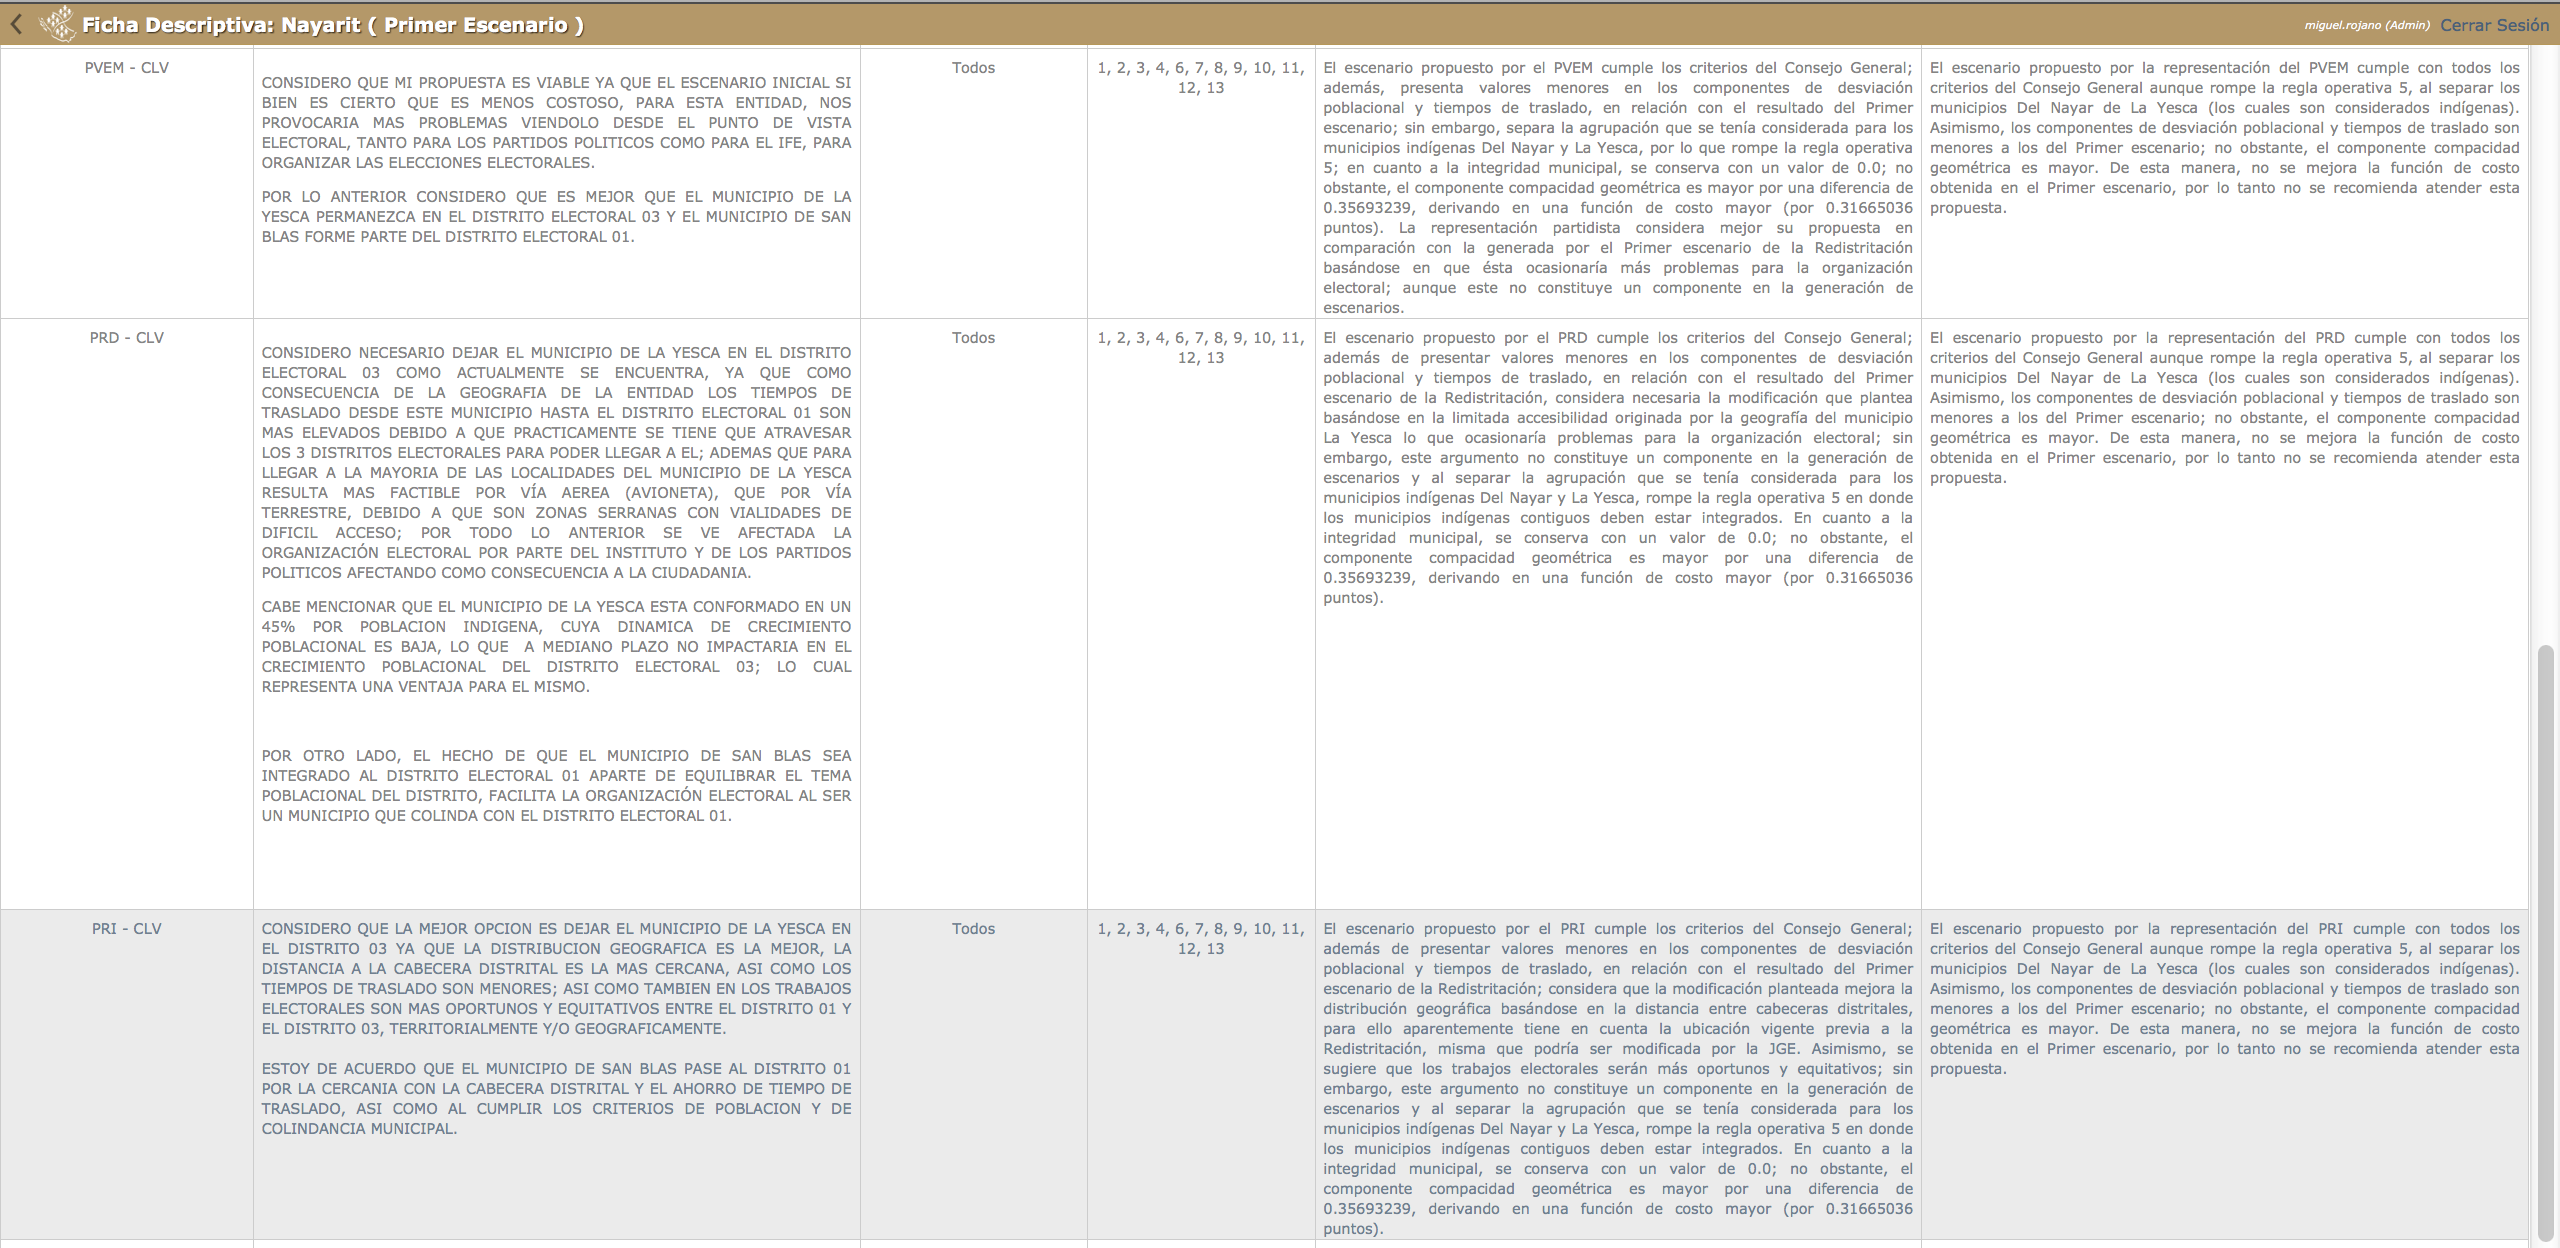 Ficha Descriptiva: Nayarit ( Primer Escenario )
miguel.rojano (Admin) Cerrar Sesión
PVEM - CLV
CONSIDERO QUE MI PROPUESTA ES VIABLE YA QUE EL ESCENARIO INICIAL SI
BIEN ES CIERTO QUE ES MENOS COSTOSO, PARA ESTA ENTIDAD, NOS
PROVOCARIA MAS PROBLEMAS VIENDOLO DESDE EL PUNTO DE VISTA
ELECTORAL, TANTO PARA LOS PARTIDOS POLITICOS COMO PARA EL IFE, PARA
ORGANIZAR LAS ELECCIONES ELECTORALES.
POR LO ANTERIOR CONSIDERO QUE ES MEJOR QUE EL MUNICIPIO DE LA
YESCA PERMANEZCA EN EL DISTRITO ELECTORAL 03 Y EL MUNICIPIO DE SAN
BLAS FORME PARTE DEL DISTRITO ELECTORAL 01.
Todos
1, 2, 3, 4, 6, 7, 8, 9, 10, 11,
12, 13
El escenario propuesto por el PVEM cumple los criterios del Consejo General;
además, presenta valores menores en los componentes de desviación
poblacional y tiempos de traslado, en relación con el resultado del Primer
escenario; sin embargo, separa la agrupación que se tenía considerada para los
municipios indígenas Del Nayar y La Yesca, por lo que rompe la regla operativa
5; en cuanto a la integridad municipal, se conserva con un valor de 0.0; no
obstante, el componente compacidad geométrica es mayor por una diferencia de
0.35693239, derivando en una función de costo mayor (por 0.31665036
puntos). La representación partidista considera mejor su propuesta en
comparación con la generada por el Primer escenario de la Redistritación
basándose en que ésta ocasionaría más problemas para la organización
electoral; aunque este no constituye un componente en la generación de
escenarios.
El escenario propuesto por la representación del PVEM cumple con todos los
criterios del Consejo General aunque rompe la regla operativa 5, al separar los
municipios Del Nayar de La Yesca (los cuales son considerados indígenas).
Asimismo, los componentes de desviación poblacional y tiempos de traslado son
menores a los del Primer escenario; no obstante, el componente compacidad
geométrica es mayor. De esta manera, no se mejora la función de costo
obtenida en el Primer escenario, por lo tanto no se recomienda atender esta
propuesta.
PRD - CLV
CONSIDERO NECESARIO DEJAR EL MUNICIPIO DE LA YESCA EN EL DISTRITO
ELECTORAL 03 COMO ACTUALMENTE SE ENCUENTRA, YA QUE COMO
CONSECUENCIA DE LA GEOGRAFIA DE LA ENTIDAD LOS TIEMPOS DE
TRASLADO DESDE ESTE MUNICIPIO HASTA EL DISTRITO ELECTORAL 01 SON
MAS ELEVADOS DEBIDO A QUE PRACTICAMENTE SE TIENE QUE ATRAVESAR
LOS 3 DISTRITOS ELECTORALES PARA PODER LLEGAR A EL; ADEMAS QUE PARA
LLEGAR A LA MAYORIA DE LAS LOCALIDADES DEL MUNICIPIO DE LA YESCA
RESULTA MAS FACTIBLE POR VÍA AEREA (AVIONETA), QUE POR VÍA
TERRESTRE, DEBIDO A QUE SON ZONAS SERRANAS CON VIALIDADES DE
DIFICIL ACCESO; POR TODO LO ANTERIOR SE VE AFECTADA LA
ORGANIZACIÓN ELECTORAL POR PARTE DEL INSTITUTO Y DE LOS PARTIDOS
POLITICOS AFECTANDO COMO CONSECUENCIA A LA CIUDADANIA.
CABE MENCIONAR QUE EL MUNICIPIO DE LA YESCA ESTA CONFORMADO EN UN
45% POR POBLACION INDIGENA, CUYA DINAMICA DE CRECIMIENTO
POBLACIONAL ES BAJA, LO QUE A MEDIANO PLAZO NO IMPACTARIA EN EL
CRECIMIENTO POBLACIONAL DEL DISTRITO ELECTORAL 03; LO CUAL
REPRESENTA UNA VENTAJA PARA EL MISMO.
POR OTRO LADO, EL HECHO DE QUE EL MUNICIPIO DE SAN BLAS SEA
INTEGRADO AL DISTRITO ELECTORAL 01 APARTE DE EQUILIBRAR EL TEMA
POBLACIONAL DEL DISTRITO, FACILITA LA ORGANIZACIÓN ELECTORAL AL SER
UN MUNICIPIO QUE COLINDA CON EL DISTRITO ELECTORAL 01.
Todos
1, 2, 3, 4, 6, 7, 8, 9, 10, 11,
12, 13
El escenario propuesto por el PRD cumple los criterios del Consejo General;
además de presentar valores menores en los componentes de desviación
poblacional y tiempos de traslado, en relación con el resultado del Primer
escenario de la Redistritación, considera necesaria la modificación que plantea
basándose en la limitada accesibilidad originada por la geografía del municipio
La Yesca lo que ocasionaría problemas para la organización electoral; sin
embargo, este argumento no constituye un componente en la generación de
escenarios y al separar la agrupación que se tenía considerada para los
municipios indígenas Del Nayar y La Yesca, rompe la regla operativa 5 en donde
los municipios indígenas contiguos deben estar integrados. En cuanto a la
integridad municipal, se conserva con un valor de 0.0; no obstante, el
componente compacidad geométrica es mayor por una diferencia de
0.35693239, derivando en una función de costo mayor (por 0.31665036
puntos).
El escenario propuesto por la representación del PRD cumple con todos los
criterios del Consejo General aunque rompe la regla operativa 5, al separar los
municipios Del Nayar de La Yesca (los cuales son considerados indígenas).
Asimismo, los componentes de desviación poblacional y tiempos de traslado son
menores a los del Primer escenario; no obstante, el componente compacidad
geométrica es mayor. De esta manera, no se mejora la función de costo
obtenida en el Primer escenario, por lo tanto no se recomienda atender esta
propuesta.
PRI - CLV
CONSIDERO QUE LA MEJOR OPCION ES DEJAR EL MUNICIPIO DE LA YESCA EN
EL DISTRITO 03 YA QUE LA DISTRIBUCION GEOGRAFICA ES LA MEJOR, LA
DISTANCIA A LA CABECERA DISTRITAL ES LA MAS CERCANA, ASI COMO LOS
TIEMPOS DE TRASLADO SON MENORES; ASI COMO TAMBIEN EN LOS TRABAJOS
ELECTORALES SON MAS OPORTUNOS Y EQUITATIVOS ENTRE EL DISTRITO 01 Y
EL DISTRITO 03, TERRITORIALMENTE Y/O GEOGRAFICAMENTE.
ESTOY DE ACUERDO QUE EL MUNICIPIO DE SAN BLAS PASE AL DISTRITO 01
POR LA CERCANIA CON LA CABECERA DISTRITAL Y EL AHORRO DE TIEMPO DE
TRASLADO, ASI COMO AL CUMPLIR LOS CRITERIOS DE POBLACION Y DE
COLINDANCIA MUNICIPAL.
Todos
1, 2, 3, 4, 6, 7, 8, 9, 10, 11,
12, 13
El escenario propuesto por el PRI cumple los criterios del Consejo General;
además de presentar valores menores en los componentes de desviación
poblacional y tiempos de traslado, en relación con el resultado del Primer
escenario de la Redistritación; considera que la modificación planteada mejora la
distribución geográfica basándose en la distancia entre cabeceras distritales,
para ello aparentemente tiene en cuenta la ubicación vigente previa a la
Redistritación, misma que podría ser modificada por la JGE. Asimismo, se
sugiere que los trabajos electorales serán más oportunos y equitativos; sin
embargo, este argumento no constituye un componente en la generación de
escenarios y al separar la agrupación que se tenía considerada para los
municipios indígenas Del Nayar y La Yesca, rompe la regla operativa 5 en donde
los municipios indígenas contiguos deben estar integrados. En cuanto a la
integridad municipal, se conserva con un valor de 0.0; no obstante, el
componente compacidad geométrica es mayor por una diferencia de
0.35693239, derivando en una función de costo mayor (por 0.31665036
puntos).
El escenario propuesto por la representación del PRI cumple con todos los
criterios del Consejo General aunque rompe la regla operativa 5, al separar los
municipios Del Nayar de La Yesca (los cuales son considerados indígenas).
Asimismo, los componentes de desviación poblacional y tiempos de traslado son
menores a los del Primer escenario; no obstante, el componente compacidad
geométrica es mayor. De esta manera, no se mejora la función de costo
obtenida en el Primer escenario, por lo tanto no se recomienda atender esta
propuesta.